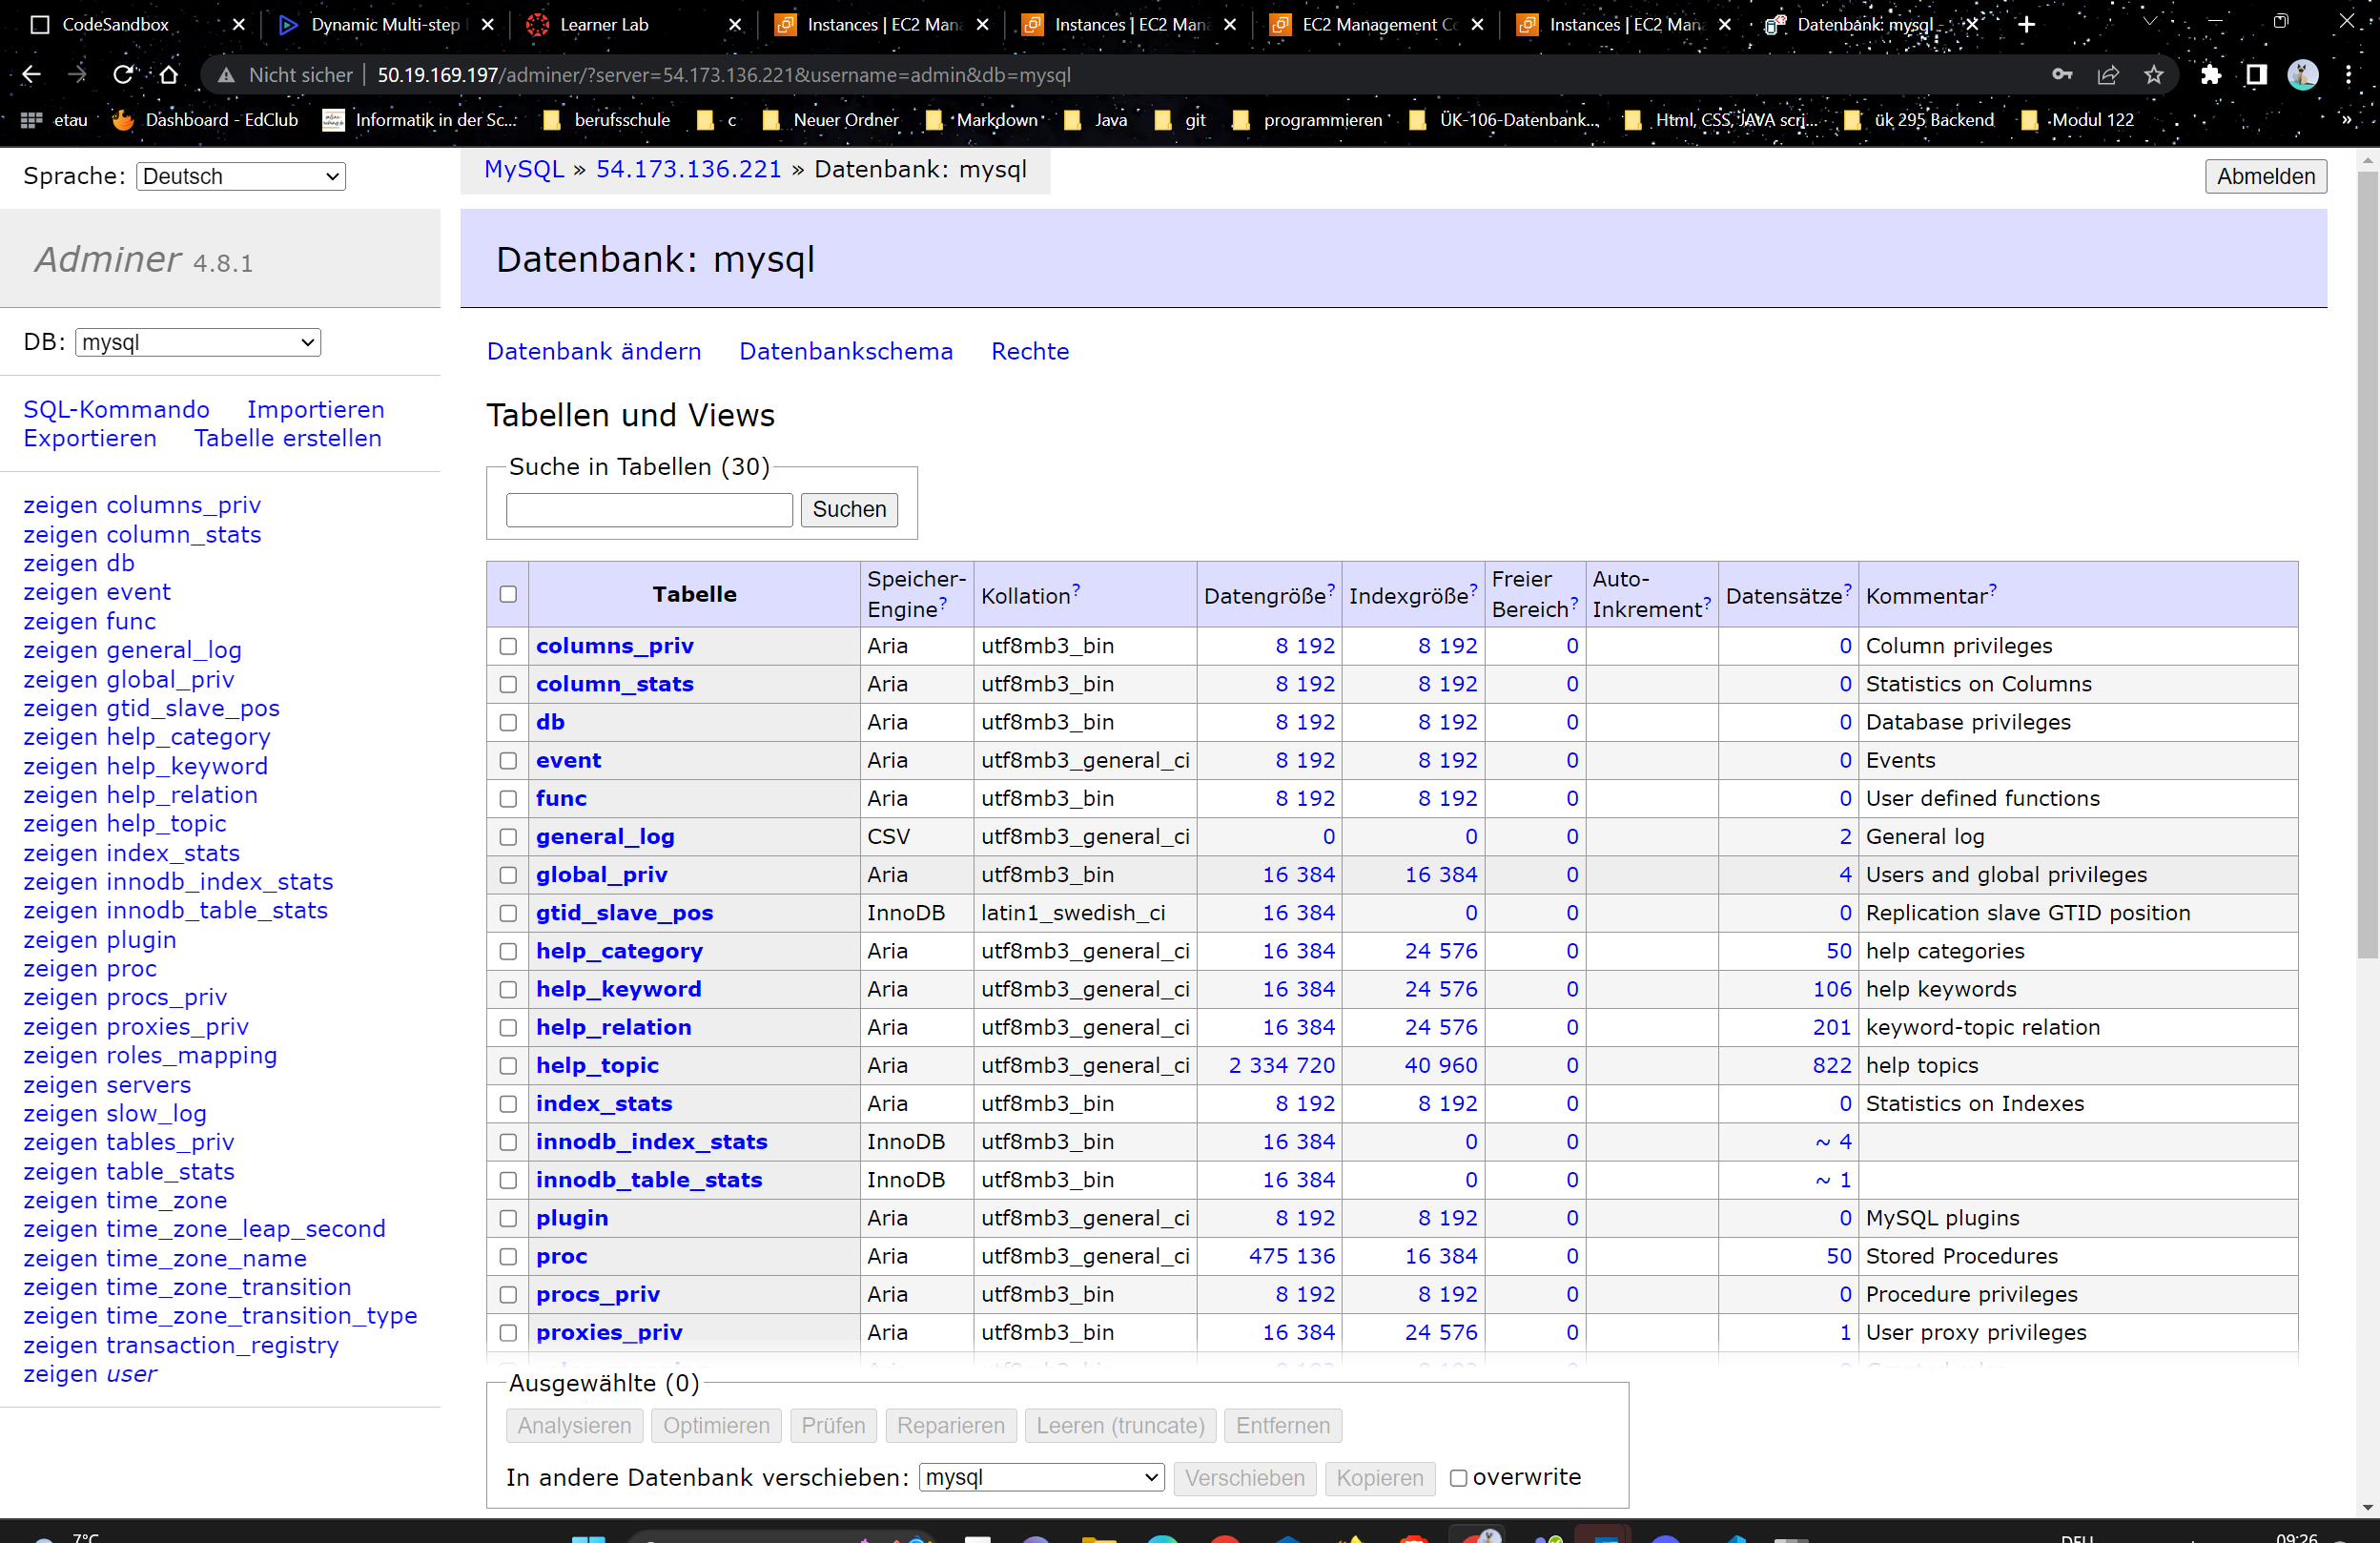 CodeSandbox
Dynamic Multi-step
Learner Lab
Instances | EC2 Mana
Instances | EC2 Mana
EC2 Management Co
Instances | EC2 Mana
Datenbank: mysql -
Nicht sicher
50.19.169.197/adminer/?server=54.173.136.221&username=admin&db=mysql
etau
Dashboard - EdClub
Informatik in der Sc...
berufsschule
c
Neuer Ordner
Markdown
Java
git
programmieren
ÜK-106-Datenbank...
Html, CSS, JAVA scri...
ük 295 Backend
Modul 122
»
Sprache: Deutsch
MySQL » 54.173.136.221 » Datenbank: mysql
Abmelden
Adminer 4.8.1
Datenbank: mysql
DB: mysql
SQL-Kommando Importieren
Exportieren Tabelle erstellen
zeigen columns_priv
zeigen column_stats
zeigen db
zeigen event
zeigen func
zeigen general_log
zeigen global_priv
zeigen gtid_slave_pos
zeigen help_category
zeigen help_keyword
zeigen help_relation
zeigen help_topic
zeigen index_stats
zeigen innodb_index_stats
zeigen innodb_table_stats
zeigen plugin
zeigen proc
zeigen procs_priv
zeigen proxies_priv
zeigen roles_mapping
zeigen servers
zeigen slow_log
zeigen tables_priv
zeigen table_stats
zeigen time_zone
zeigen time_zone_leap_second
zeigen time_zone_name
zeigen time_zone_transition
zeigen time_zone_transition_type
zeigen transaction_registry
zeigen user
Datenbank ändern Datenbankschema Rechte
Tabellen und Views
Suche in Tabellen (30)
Suchen
Tabelle Speicher-Engine? Kollation? Datengröße? Indexgröße? Freier Bereich? Auto-Inkrement? Datensätze? Kommentar?
columns_priv Aria utf8mb3_bin 8 192 8 192 0 0 Column privileges
column_stats Aria utf8mb3_bin 8 192 8 192 0 0 Statistics on Columns
db Aria utf8mb3_bin 8 192 8 192 0 0 Database privileges
event Aria utf8mb3_general_ci 8 192 8 192 0 0 Events
func Aria utf8mb3_bin 8 192 8 192 0 0 User defined functions
general_log CSV utf8mb3_general_ci 0 0 0 2 General log
global_priv Aria utf8mb3_bin 16 384 16 384 0 4 Users and global privileges
gtid_slave_pos InnoDB latin1_swedish_ci 16 384 0 0 0 Replication slave GTID position
help_category Aria utf8mb3_general_ci 16 384 24 576 0 50 help categories
help_keyword Aria utf8mb3_general_ci 16 384 24 576 0 106 help keywords
help_relation Aria utf8mb3_general_ci 16 384 24 576 0 201 keyword-topic relation
help_topic Aria utf8mb3_general_ci 2 334 720 40 960 0 822 help topics
index_stats Aria utf8mb3_bin 8 192 8 192 0 0 Statistics on Indexes
innodb_index_stats InnoDB utf8mb3_bin 16 384 0 0 ~ 4
innodb_table_stats InnoDB utf8mb3_bin 16 384 0 0 ~ 1
plugin Aria utf8mb3_general_ci 8 192 8 192 0 0 MySQL plugins
proc Aria utf8mb3_general_ci 475 136 16 384 0 50 Stored Procedures
procs_priv Aria utf8mb3_bin 8 192 8 192 0 0 Procedure privileges
proxies_priv Aria utf8mb3_bin 16 384 24 576 0 1 User proxy privileges
Ausgewählte (0)
Analysieren Optimieren Prüfen Reparieren Leeren (truncate) Entfernen
In andere Datenbank verschieben: mysql Verschieben Kopieren overwrite
7°C
DEU
09:26